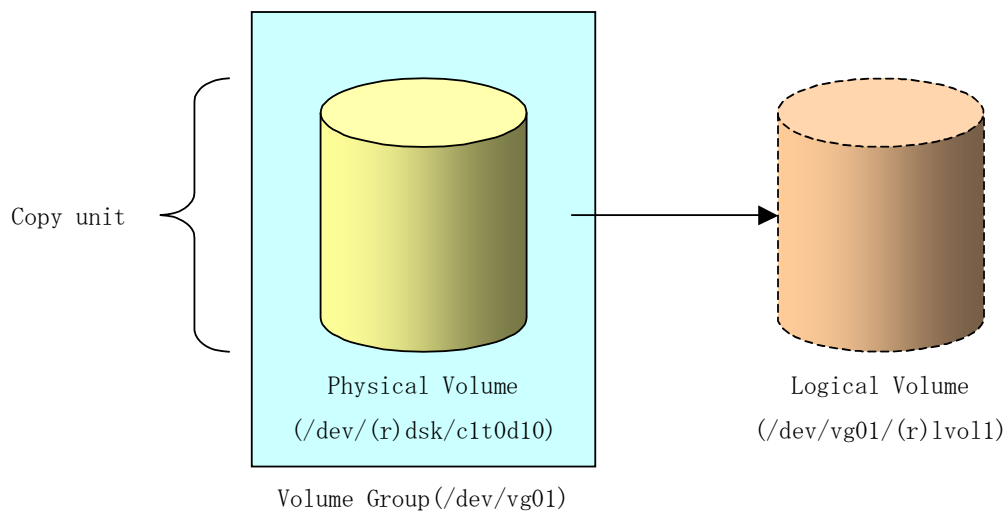 Copy unit
Physical Volume
(/dev/(r)dsk/c1t0d10)
Logical Volume
(/dev/vg01/(r)lvol1)
Volume Group(/dev/vg01)